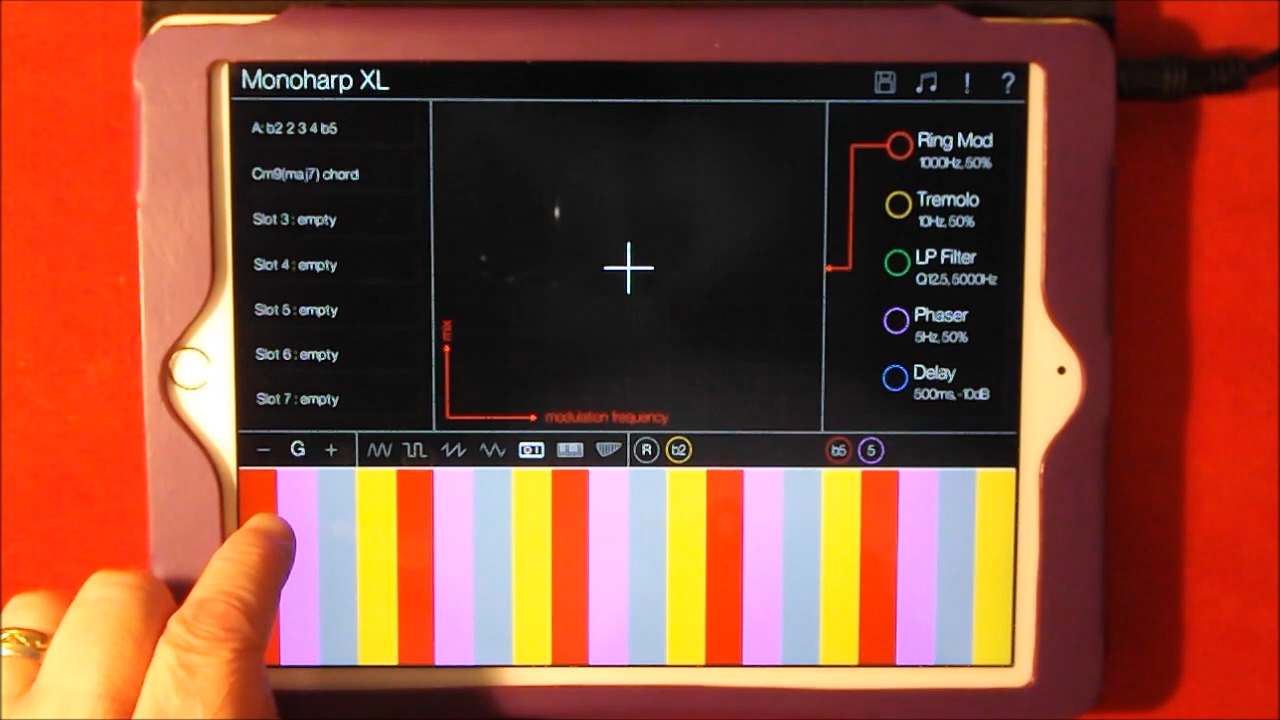 Monoharp XL ! ?
A: b2 2 3 4 b5
Cm9(maj7) chord
Slot 3 : empty
Slot 4 : empty
Slot 5 : empty
Slot 6 : empty
Slot 7 : empty
mix
modulation frequency
Ring Mod
1000Hz, 50%
Tremolo
10Hz, 50%
LP Filter
Q12.5, 5000Hz
Phaser
5Hz, 50%
Delay
500ms, -10dB
− G + R b2 b5 5